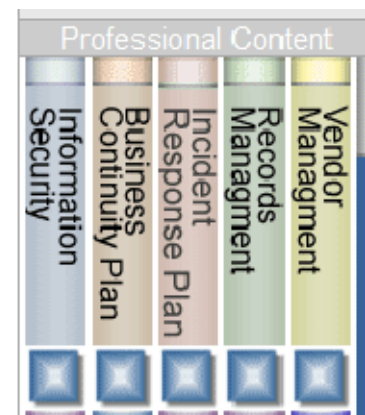 Professional Content
Information
Security
Business
Continuity Plan
Incident
Response Plan
Records
Managment
Vendor
Managment